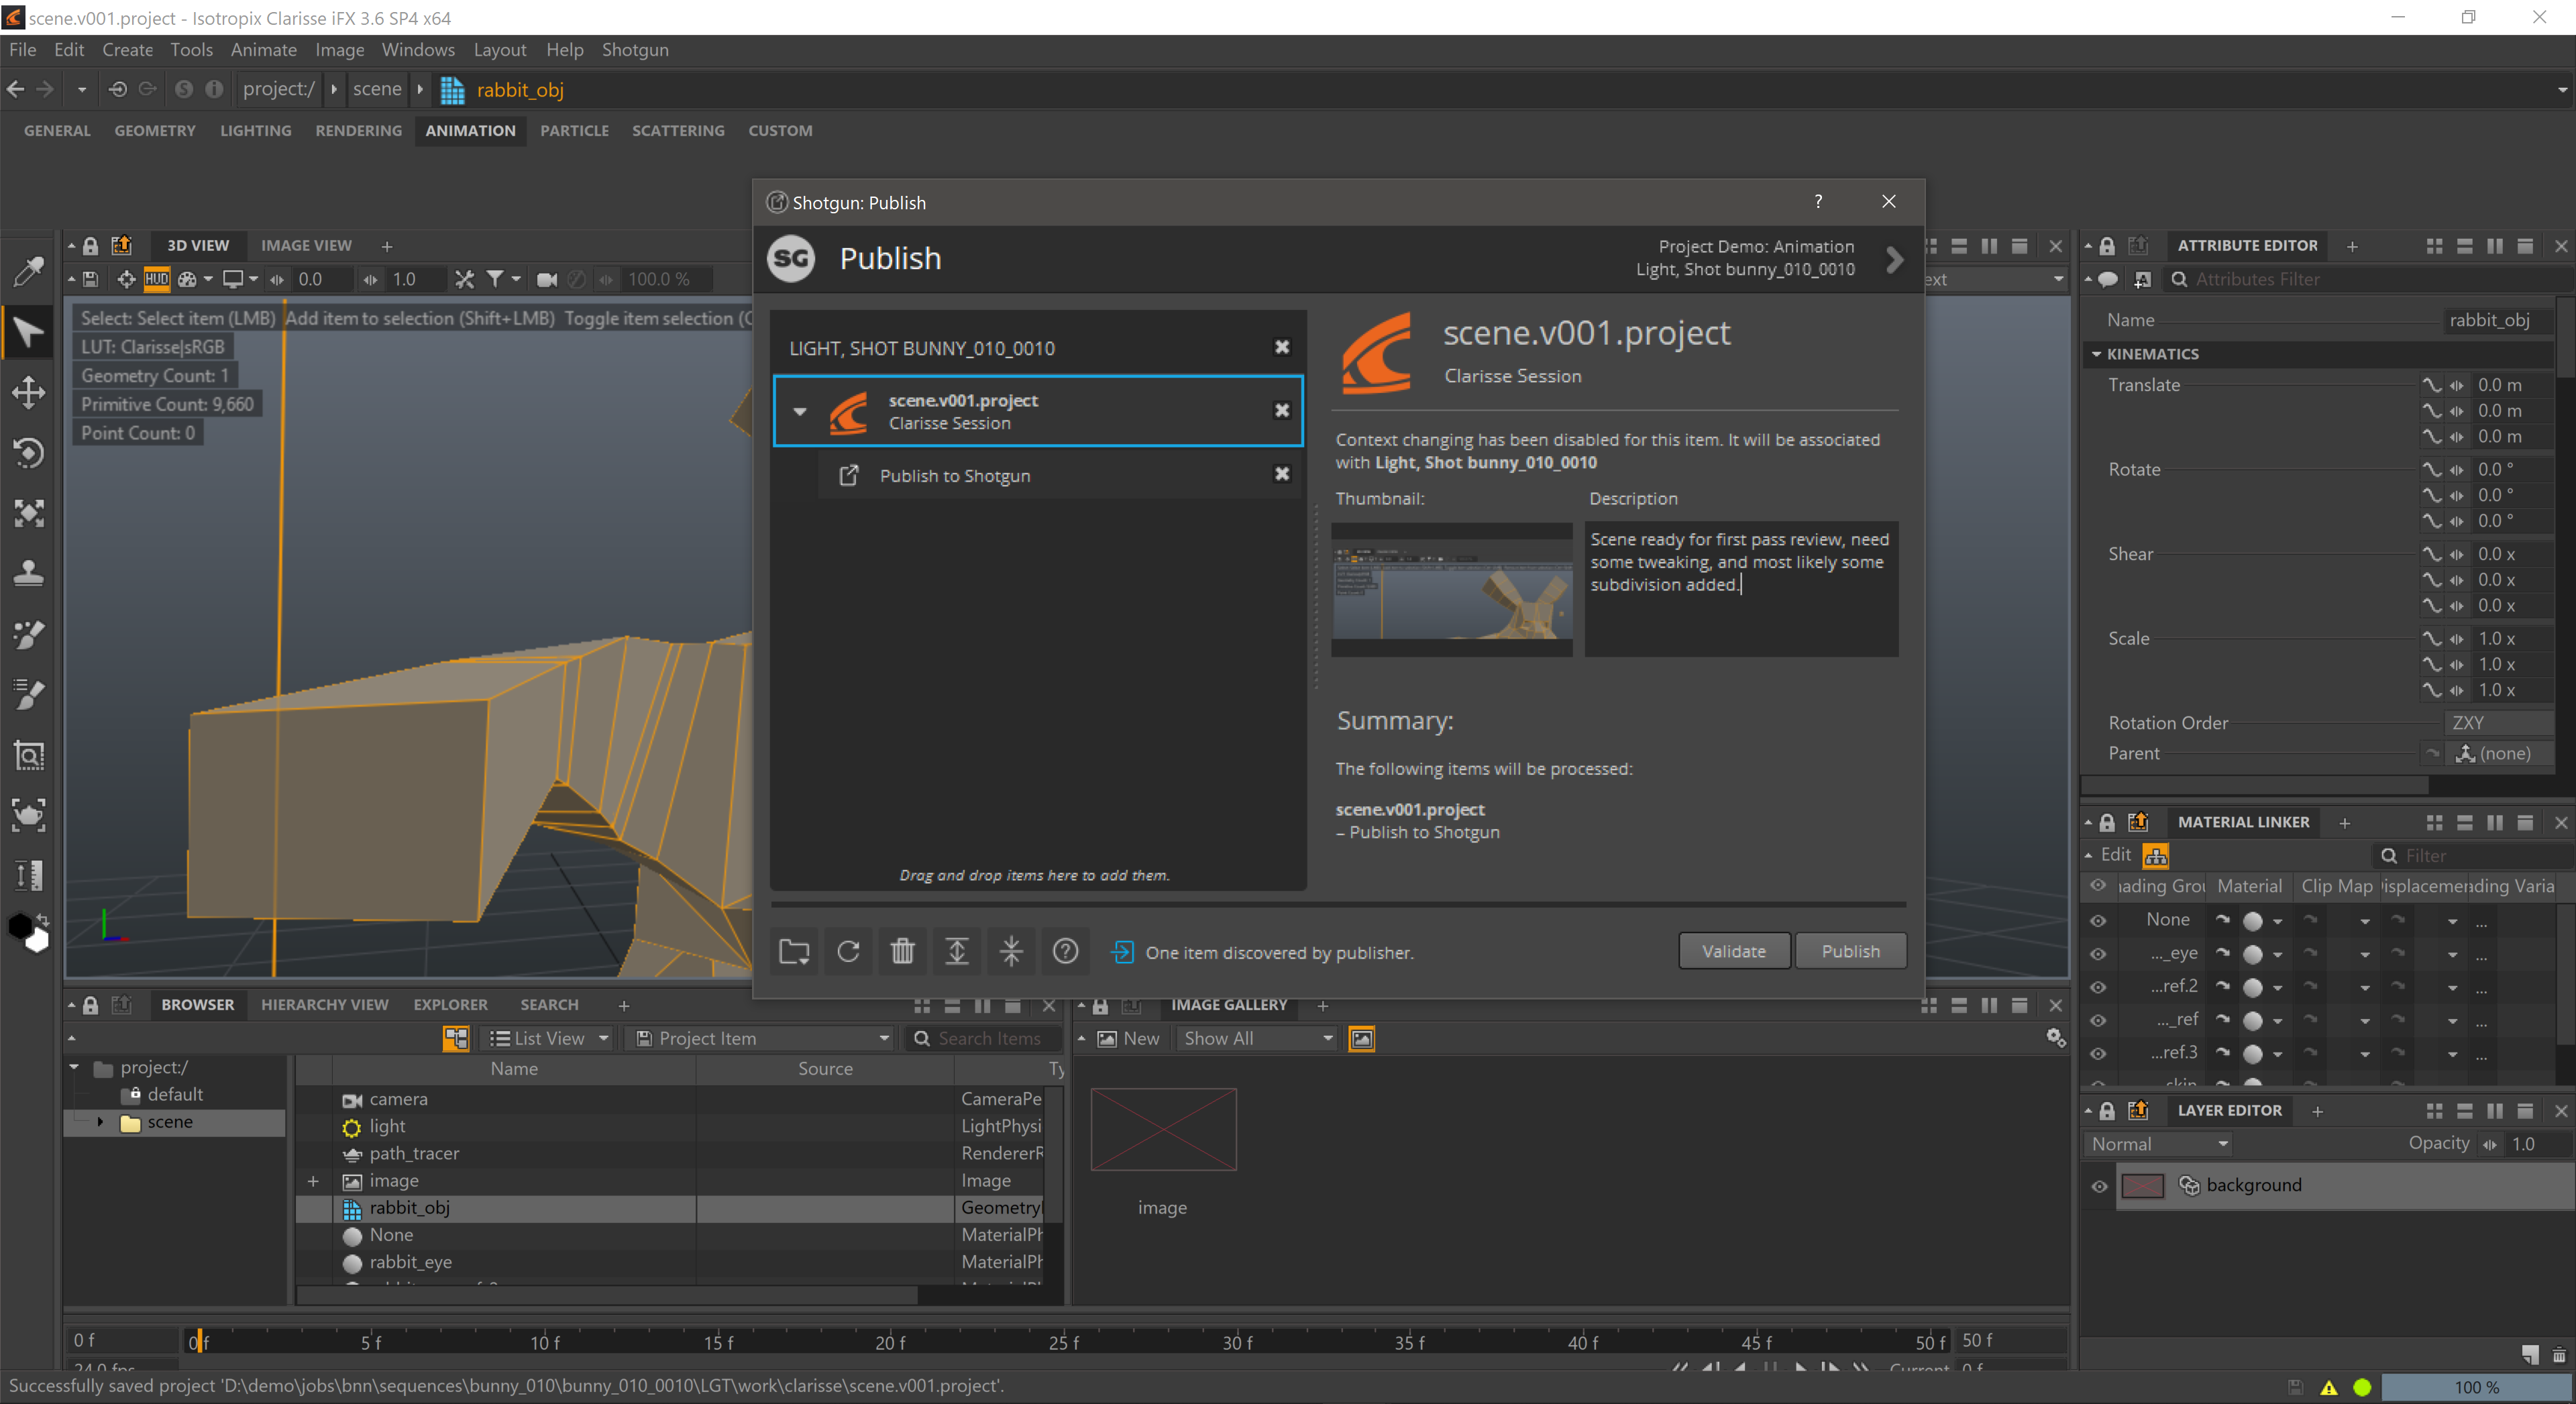 scene.v001.project - Isotropix Clarisse iFX 3.6 SP4 x64
File Edit Create Tools Animate Image Windows Layout Help Shotgun
project:/ scene rabbit_obj
GENERAL GEOMETRY LIGHTING RENDERING ANIMATION PARTICLE SCATTERING CUSTOM
3D VIEW IMAGE VIEW +
HUD 0.0 1.0 100.0 %
Select: Select item (LMB) Add item to selection (Shift+LMB) Toggle item selection (C
LUT: Clarisse|sRGB
Geometry Count: 1
Primitive Count: 9,660
Point Count: 0
Shotgun: Publish
?
SG Publish
Project Demo: Animation
Light, Shot bunny_010_0010
LIGHT, SHOT BUNNY_010_0010
scene.v001.project
Clarisse Session
Publish to Shotgun
Drag and drop items here to add them.
scene.v001.project
Clarisse Session
Context changing has been disabled for this item. It will be associated
with Light, Shot bunny_010_0010
Thumbnail: Description
Scene ready for first pass review, need
some tweaking, and most likely some
subdivision added.
Summary:
The following items will be processed:
scene.v001.project
– Publish to Shotgun
One item discovered by publisher.
Validate Publish
ext
ATTRIBUTE EDITOR +
Attributes Filter
Name rabbit_obj
KINEMATICS
Translate 0.0 m
0.0 m
0.0 m
Rotate 0.0 °
0.0 °
0.0 °
Shear 0.0 x
0.0 x
0.0 x
Scale 1.0 x
1.0 x
1.0 x
Rotation Order ZXY
Parent (none)
MATERIAL LINKER +
Edit Filter
ading Grou Material Clip Map isplacemen ading Varia
None ...
..._eye ...
...ref.2 ...
..._ref ...
...ref.3 ...
LAYER EDITOR +
Normal Opacity 1.0
background
BROWSER HIERARCHY VIEW EXPLORER SEARCH +
List View Project Item Search Items
project:/
default
scene
Name Source Ty
camera CameraPe
light LightPhysi
path_tracer RendererR
+ image Image
rabbit_obj Geometry
None MaterialPh
rabbit_eye MaterialPh
IMAGE GALLERY +
New Show All
image
0 f 0 f 5 f 10 f 15 f 20 f 25 f 30 f 35 f 40 f 45 f 50 f 50 f
24.0 fps
Current 0 f
Successfully saved project 'D:\demo\jobs\bnn\sequences\bunny_010\bunny_010_0010\LGT\work\clarisse\scene.v001.project'.
100 %